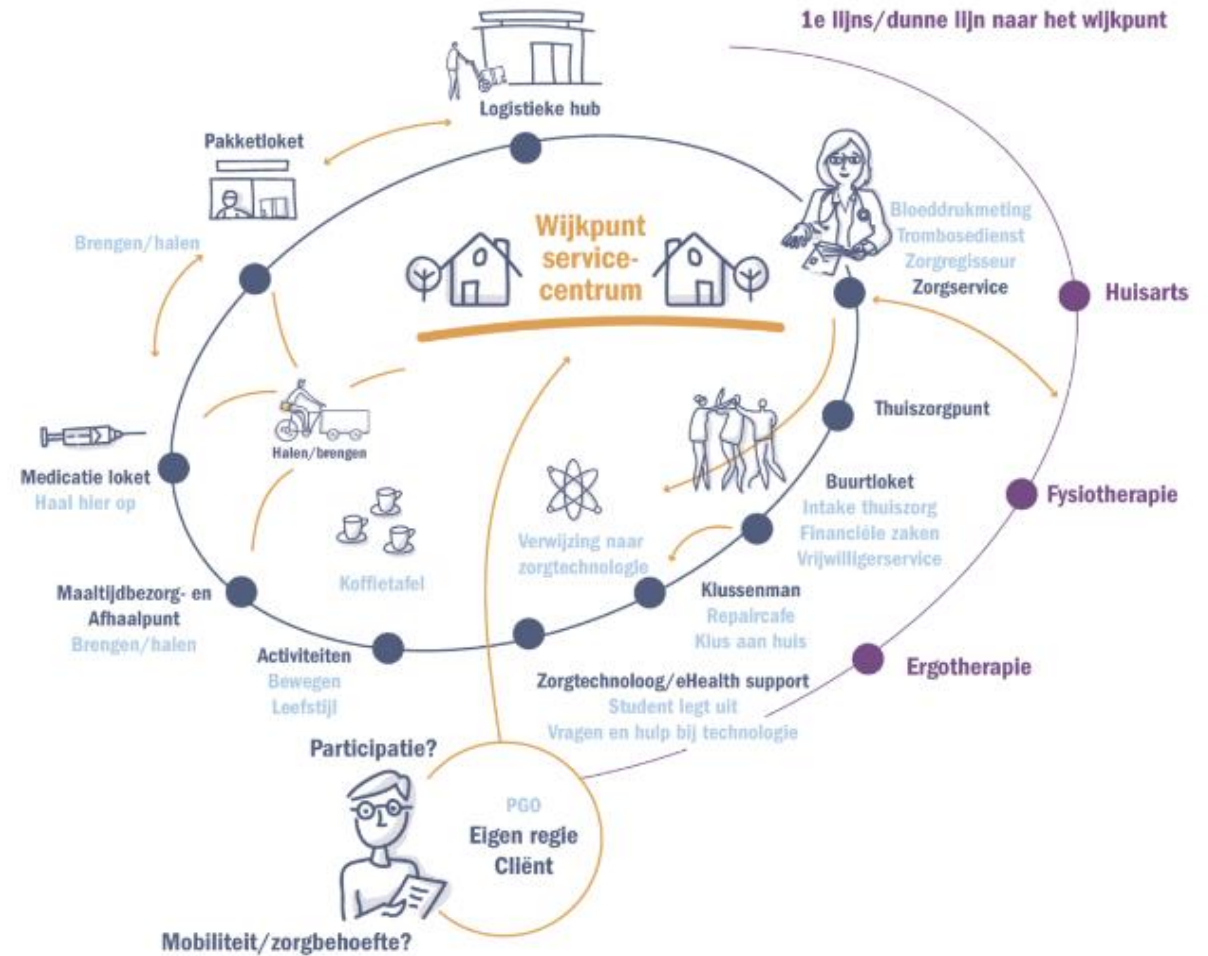 1e lijns/dunne lijn naar het wijkpunt
Logistieke hub
Pakketloket
Brengen/halen
Wijkpunt
service-
centrum
Bloeddrukmeting
Trombosedienst
Zorgregisseur
Zorgservice
Huisarts
Thuiszorgpunt
Halen/brengen
Medicatie loket
Haal hier op
Buurtloket
Intake thuiszorg
Financiële zaken
Vrijwilligerservice
Fysiotherapie
Verwijzing naar
zorgtechnologie
Koffietafel
Klussenman
Repaircafe
Klus aan huis
Maaltijdbezorg- en
Afhaalpunt
Brengen/halen
Activiteiten
Bewegen
Leefstijl
Ergotherapie
Zorgtechnoloog/eHealth support
Student legt uit
Vragen en hulp bij technologie
Participatie?
PGO
Eigen regie
Cliënt
Mobiliteit/zorgbehoefte?